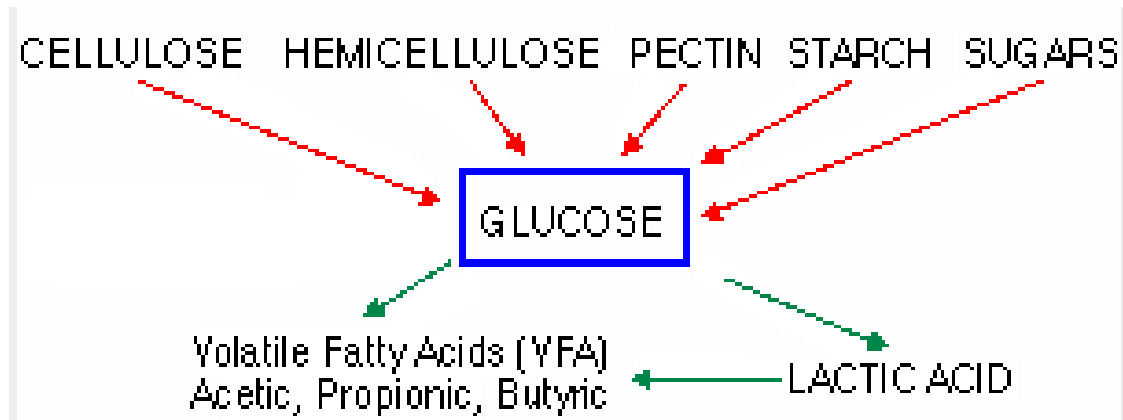 CELLULOSE HEMICELLULOSE PECTIN STARCH SUGARS
GLUCOSE
Volatile Fatty Acids (VFA)
Acetic, Propionic, Butyric
LACTIC ACID